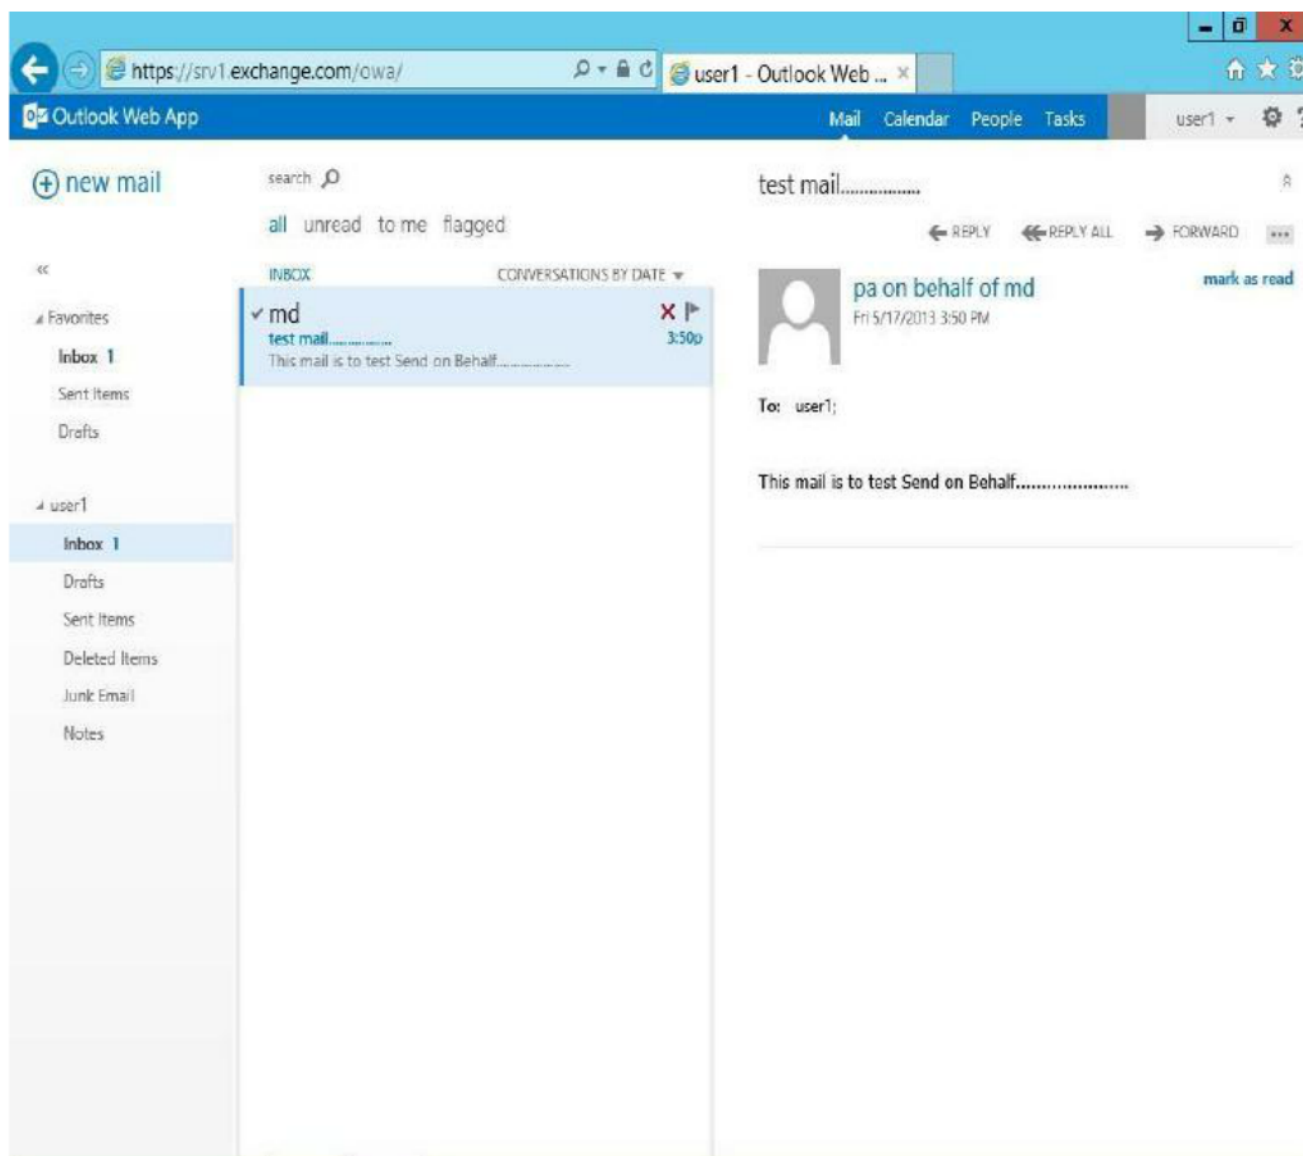 https://srv1.exchange.com/owa/
user1 - Outlook Web ...
Outlook Web App
Mail Calendar People Tasks
user1
new mail
search
all unread to me flagged
INBOX CONVERSATIONS BY DATE
Favorites
Inbox 1
Sent Items
Drafts
user1
Inbox 1
Drafts
Sent Items
Deleted Items
Junk Email
Notes
md
test mail.................
3:50p
This mail is to test Send on Behalf......................
test mail.................
REPLY REPLY ALL FORWARD ...
pa on behalf of md
mark as read
Fri 5/17/2013 3:50 PM
To: user1;
This mail is to test Send on Behalf......................